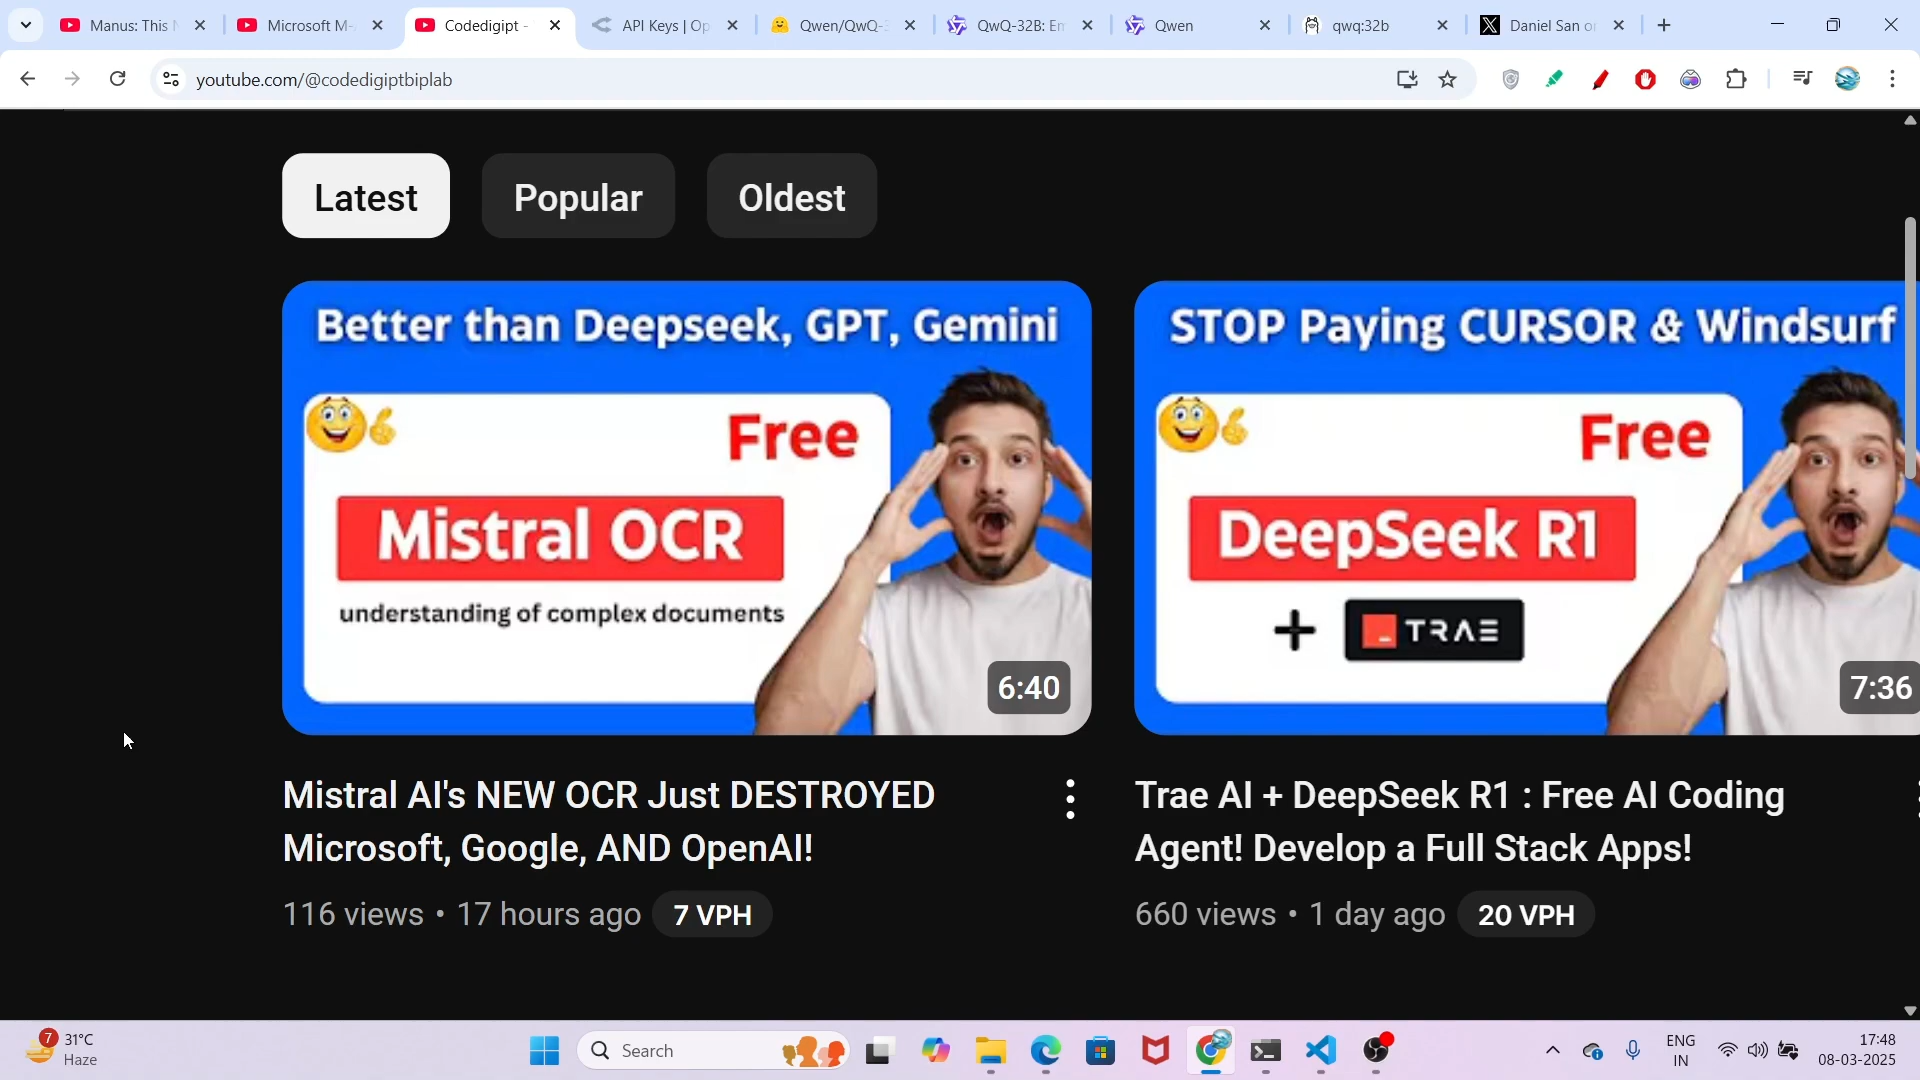 Manus: This
Microsoft M-
Codedigipt -
API Keys | Op
Qwen/QwQ-3
QwQ-32B: Em
Qwen
qwq:32b
Daniel San on
youtube.com/@codedigiptbiplab
Latest
Popular
Oldest
Better than Deepseek, GPT, Gemini
Free
Mistral OCR
understanding of complex documents
6:40
STOP Paying CURSOR & Windsurf
Free
DeepSeek R1
+ TRAE
7:36
Mistral AI's NEW OCR Just DESTROYED
Microsoft, Google, AND OpenAI!
116 views • 17 hours ago 7 VPH
Trae AI + DeepSeek R1 : Free AI Coding
Agent! Develop a Full Stack Apps!
660 views • 1 day ago 20 VPH
7
31°C
Haze
Search
ENG
IN
17:48
08-03-2025